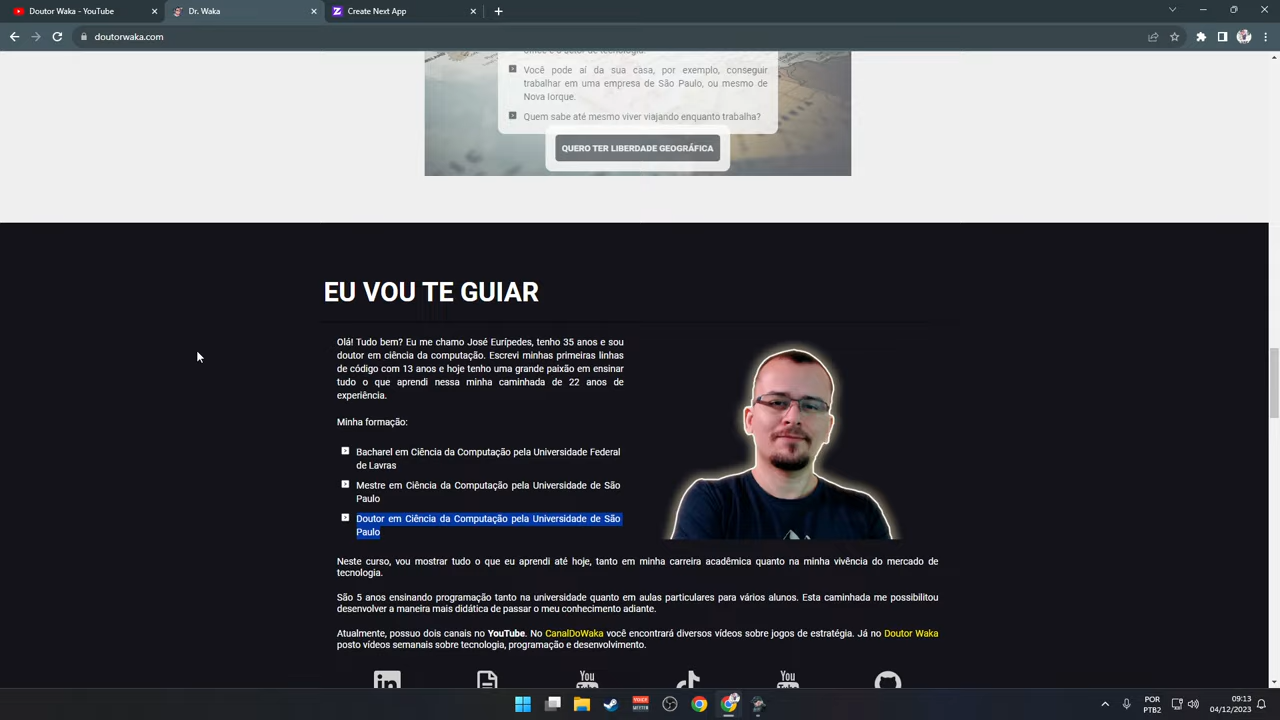 Doutor Waka - YouTube
Dr. Waka
Create Next App
doutorwaka.com
Você pode aí da sua casa, por exemplo, conseguir
trabalhar em uma empresa de São Paulo, ou mesmo de
Nova Iorque.
Quem sabe até mesmo viver viajando enquanto trabalha?
QUERO TER LIBERDADE GEOGRÁFICA
EU VOU TE GUIAR
Olá! Tudo bem? Eu me chamo José Eurípedes, tenho 35 anos e sou
doutor em ciência da computação. Escrevi minhas primeiras linhas
de código com 13 anos e hoje tenho uma grande paixão em ensinar
tudo o que aprendi nessa minha caminhada de 22 anos de
experiência.
Minha formação:
Bacharel em Ciência da Computação pela Universidade Federal
de Lavras
Mestre em Ciência da Computação pela Universidade de São
Paulo
Doutor em Ciência da Computação pela Universidade de São
Paulo
Neste curso, vou mostrar tudo o que eu aprendi até hoje, tanto em minha carreira acadêmica quanto na minha vivência do mercado de
tecnologia.
São 5 anos ensinando programação tanto na universidade quanto em aulas particulares para vários alunos. Esta caminhada me possibilitou
desenvolver a maneira mais didática de passar o meu conhecimento adiante.
Atualmente, possuo dois canais no YouTube. No CanalDoWaka você encontrará diversos vídeos sobre jogos de estratégia. Já no Doutor Waka
posto vídeos semanais sobre tecnologia, programação e desenvolvimento.
in You You
POR
PTB2
09:13
04/12/2023